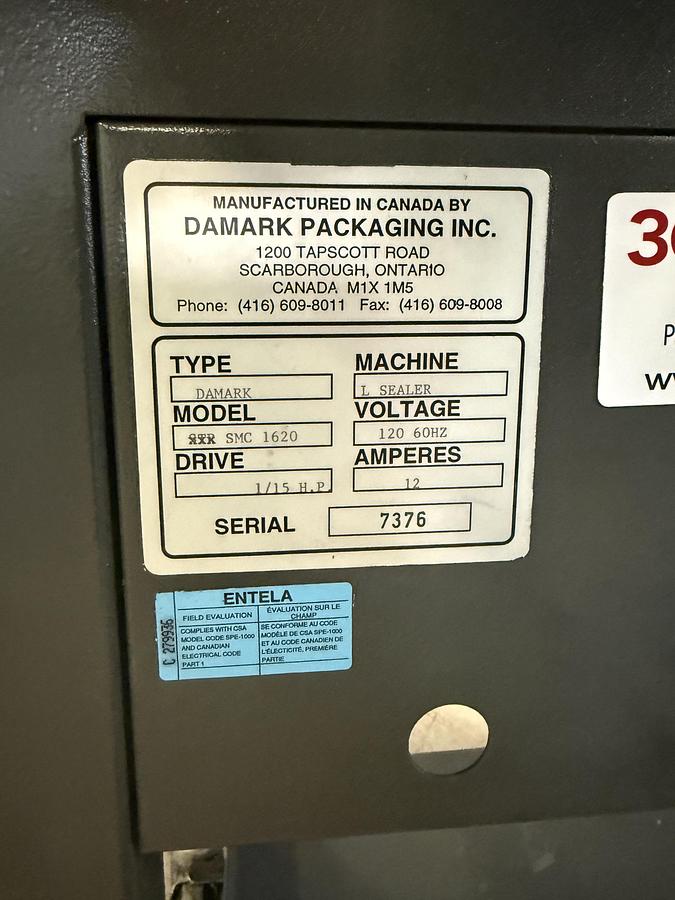 MANUFACTURED IN CANADA BY
DAMARK PACKAGING INC.
1200 TAPSCOTT ROAD
SCARBOROUGH, ONTARIO
CANADA M1X 1M5
Phone: (416) 609-8011 Fax: (416) 609-8008
TYPE MACHINE
DAMARK L SEALER
MODEL VOLTAGE
SMC 1620 120 60HZ
DRIVE AMPERES
1/15 H.P. 12
SERIAL 7376
ENTELA
FIELD EVALUATION
COMPLIES WITH CSA
MODEL CODE SPE-1000
AND CANADIAN
ELECTRICAL CODE
PART 1
ÉVALUATION SUR LE
CHAMP
SE CONFORME AU CODE
MODÈLE DE CSA SPE-1000
ET AU CODE CANADIEN DE
L'ÉLECTICITÉ, PREMIÈRE
PARTIE
C 279936
3
P